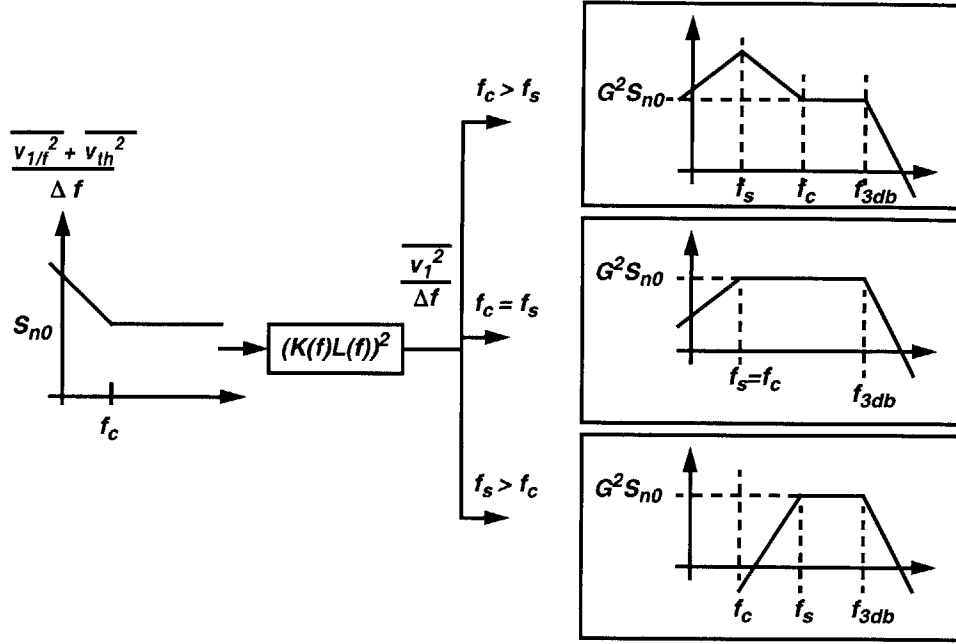 v1/f² + vth²
Δ f
Sn0
fc
(K(f)L(f))²
v1²
Δf
fc > fs
fc = fs
fs > fc
G²Sn0
fs fc f3db
G²Sn0
fs=fc f3db
G²Sn0
fc fs f3db